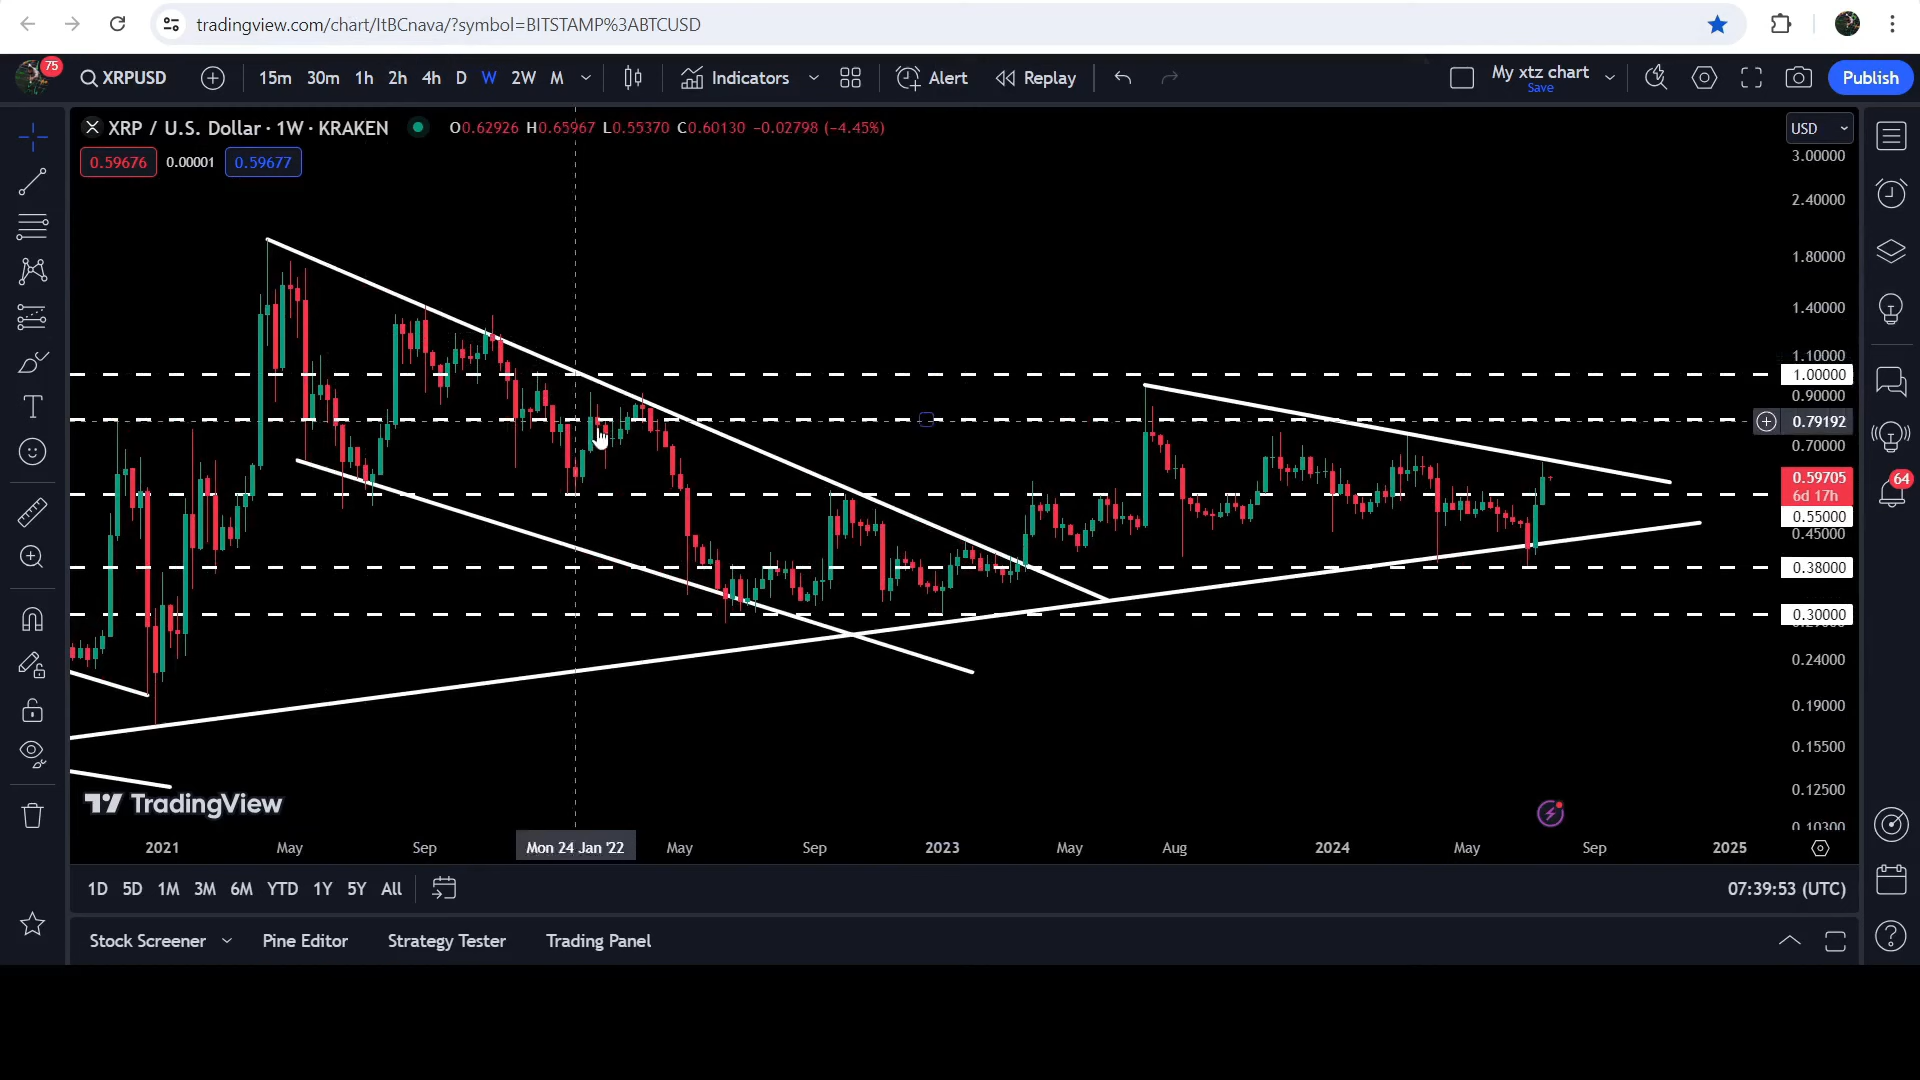 tradingview.com/chart/ItBCnava/?symbol=BITSTAMP%3ABTCUSD
75
XRPUSD 15m 30m 1h 2h 4h D W 2W M Indicators Alert Replay My xtz chart Save Publish
XRP / U.S. Dollar · 1W · KRAKEN O0.62926 H0.65967 L0.55370 C0.60130 −0.02798 (−4.45%)
USD
0.59676 0.00001 0.59677
3.00000
2.40000
1.80000
1.40000
1.10000
1.00000
0.90000
0.79192
0.70000
0.59705
6d 17h
64
0.55000
0.45000
0.38000
0.30000
0.24000
0.19000
0.15500
0.12500
TradingView
0.10300
2021 May Sep Mon 24 Jan '22 May Sep 2023 May Aug 2024 May Sep 2025
1D 5D 1M 3M 6M YTD 1Y 5Y All 07:39:53 (UTC)
Stock Screener Pine Editor Strategy Tester Trading Panel